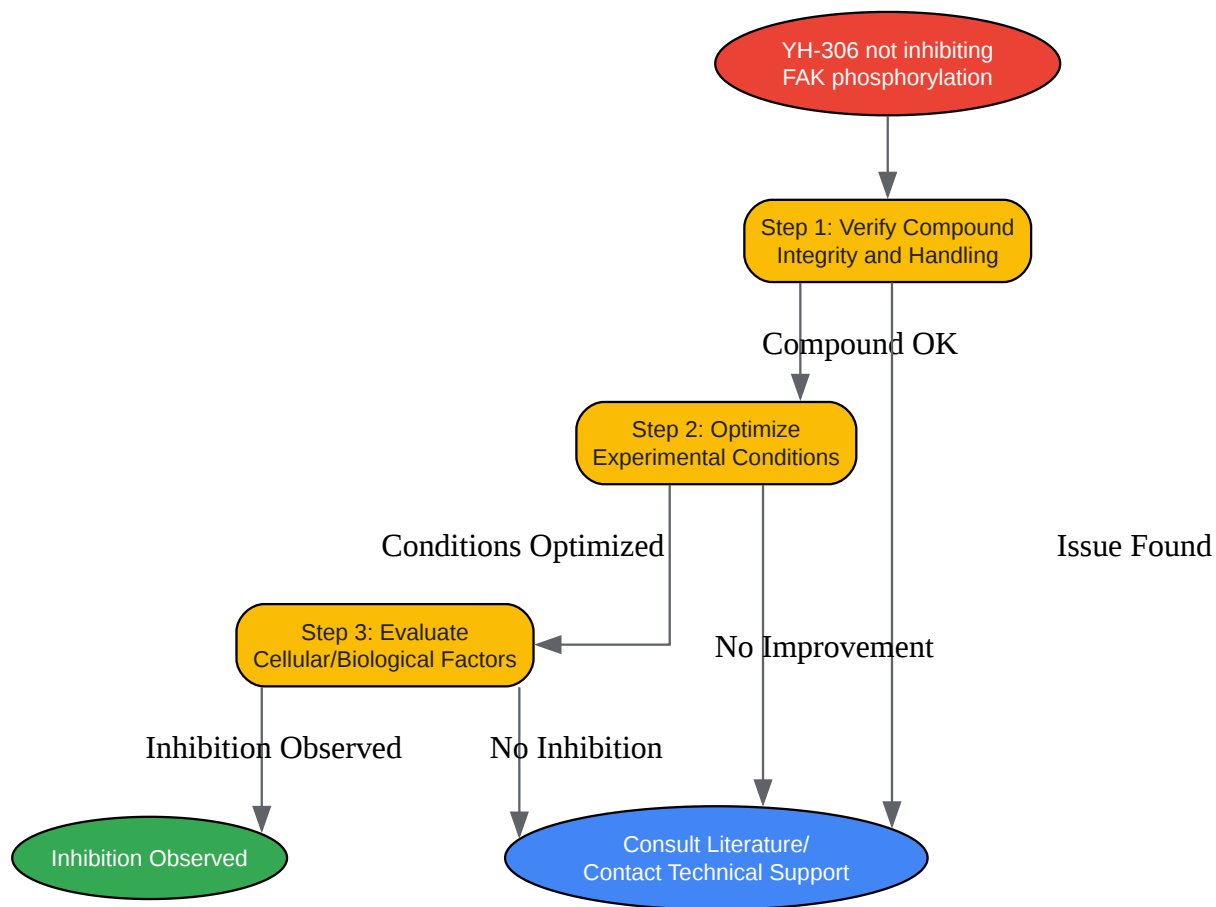 YH-306 not inhibiting
FAK phosphorylation
Step 1: Verify Compound
Integrity and Handling
Compound OK
Step 2: Optimize
Experimental Conditions
Conditions Optimized
Issue Found
Step 3: Evaluate
Cellular/Biological Factors
No Improvement
Inhibition Observed
No Inhibition
Inhibition Observed
Consult Literature/
Contact Technical Support